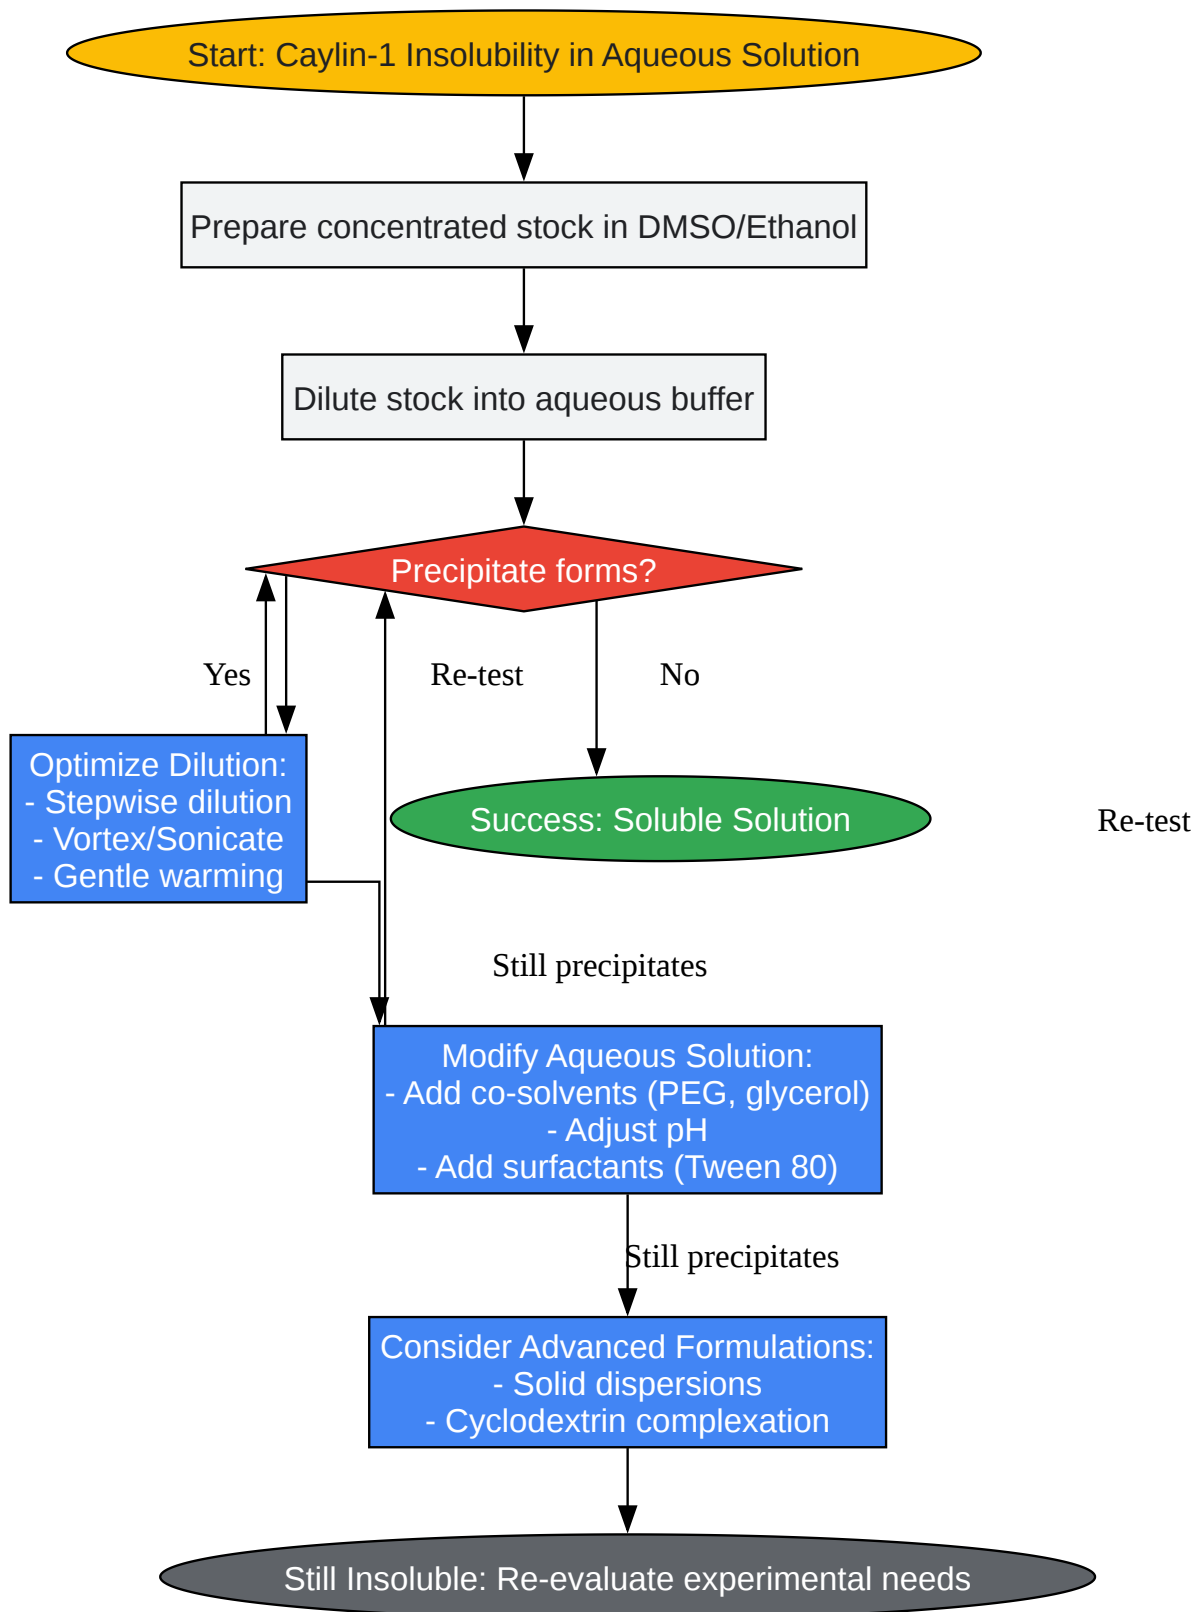 Start: Caylin-1 Insolubility in Aqueous Solution
Prepare concentrated stock in DMSO/Ethanol
Dilute stock into aqueous buffer
Precipitate forms?
Yes
Re-test
No
Optimize Dilution:
- Stepwise dilution
- Vortex/Sonicate
- Gentle warming
Success: Soluble Solution
Re-test
Still precipitates
Modify Aqueous Solution:
- Add co-solvents (PEG, glycerol)
- Adjust pH
- Add surfactants (Tween 80)
Still precipitates
Consider Advanced Formulations:
- Solid dispersions
- Cyclodextrin complexation
Still Insoluble: Re-evaluate experimental needs